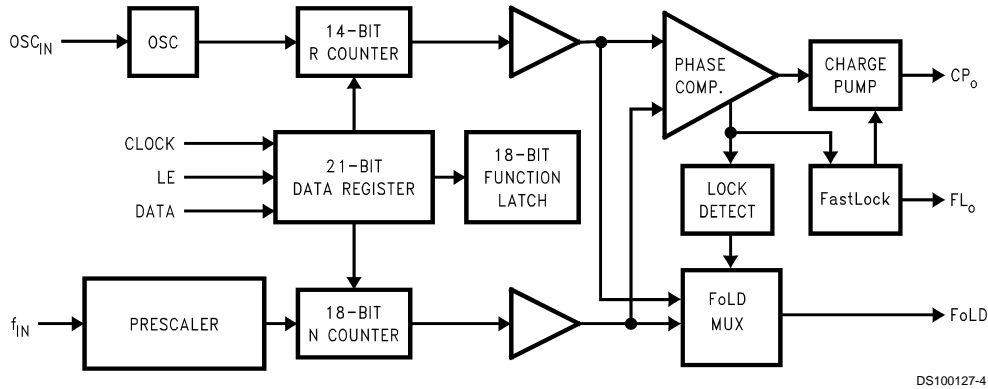 OSC_IN
OSC
14-BIT
R COUNTER
PHASE
COMP.
CHARGE
PUMP
CP_o
CLOCK
LE
DATA
21-BIT
DATA REGISTER
18-BIT
FUNCTION
LATCH
LOCK
DETECT
FastLock
FL_o
f_IN
PRESCALER
18-BIT
N COUNTER
FoLD
MUX
FoLD
DS100127-4